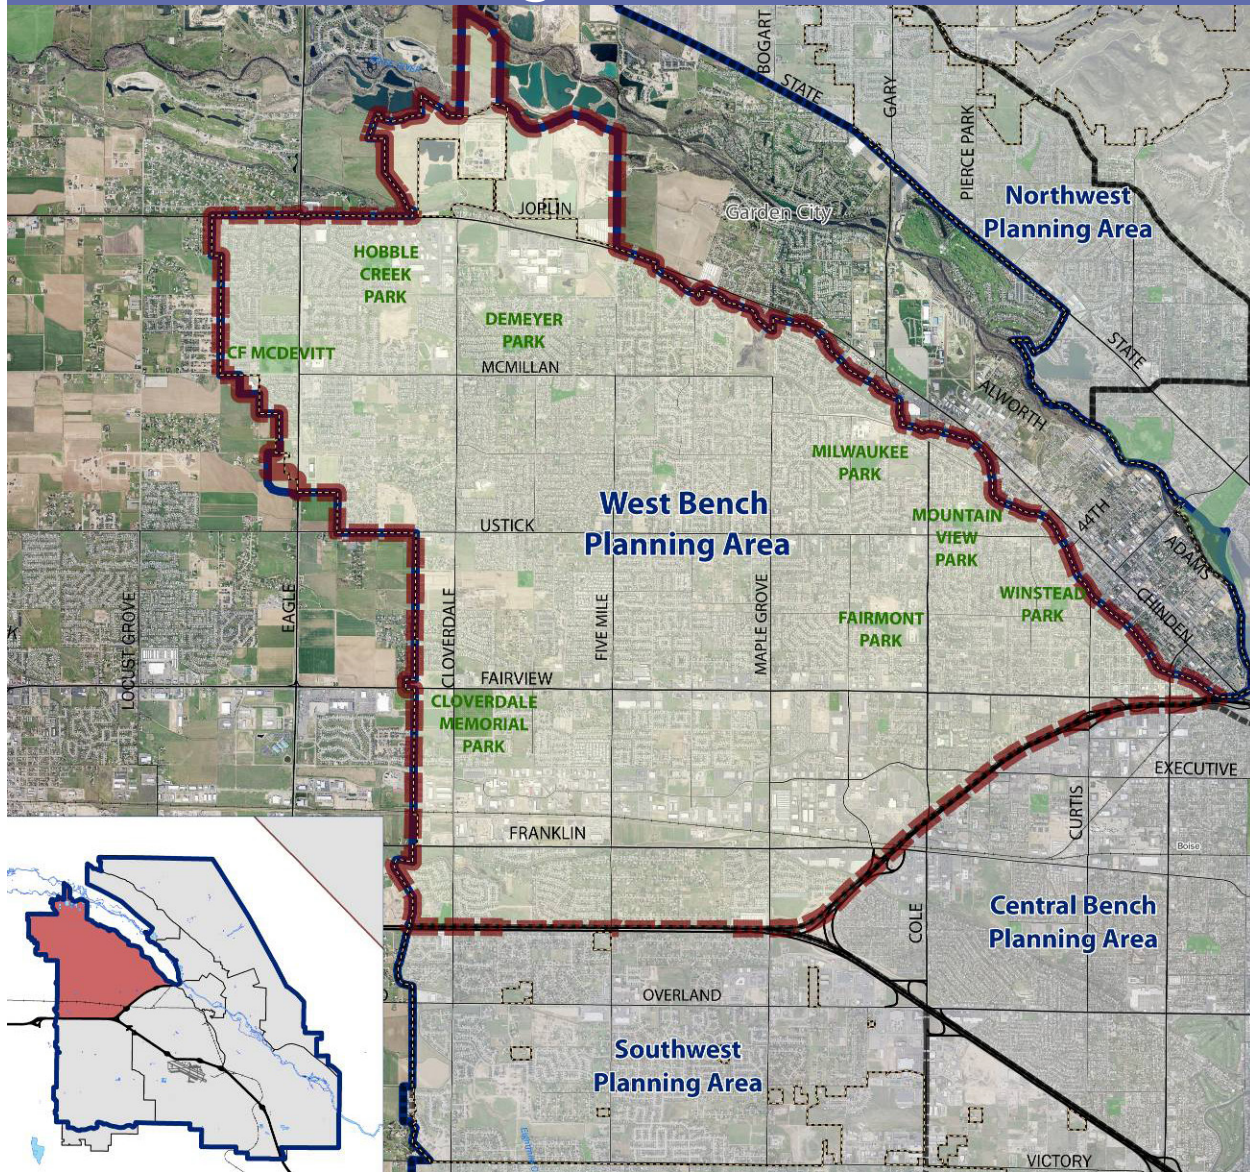 BOGART
STATE
GARY
PIERCE PARK
Northwest
Planning Area
JOPLIN
Garden City
HOBBLE
CREEK
PARK
DEMEYER
PARK
CF MCDEVITT
MCMILLAN
STATE
ALWORTH
MILWAUKEE
PARK
West Bench
Planning Area
USTICK
MOUNTAIN
VIEW
PARK
44TH
ADAMS
CHINDEN
WINSTEAD
PARK
LOCUST GROVE
EAGLE
CLOVERDALE
FIVE MILE
MAPLE GROVE
FAIRMONT
PARK
FAIRVIEW
CLOVERDALE
MEMORIAL
PARK
EXECUTIVE
CURTIS
FRANKLIN
Boise
COLE
Central Bench
Planning Area
OVERLAND
Southwest
Planning Area
VICTORY